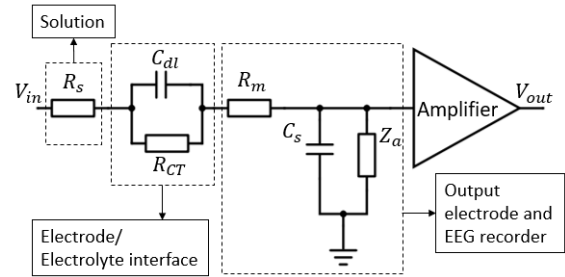 Solution
V_in
R_s
C_dl
R_CT
R_m
C_s
Z_a
Amplifier
V_out
Electrode/
Electrolyte interface
Output
electrode and
EEG recorder